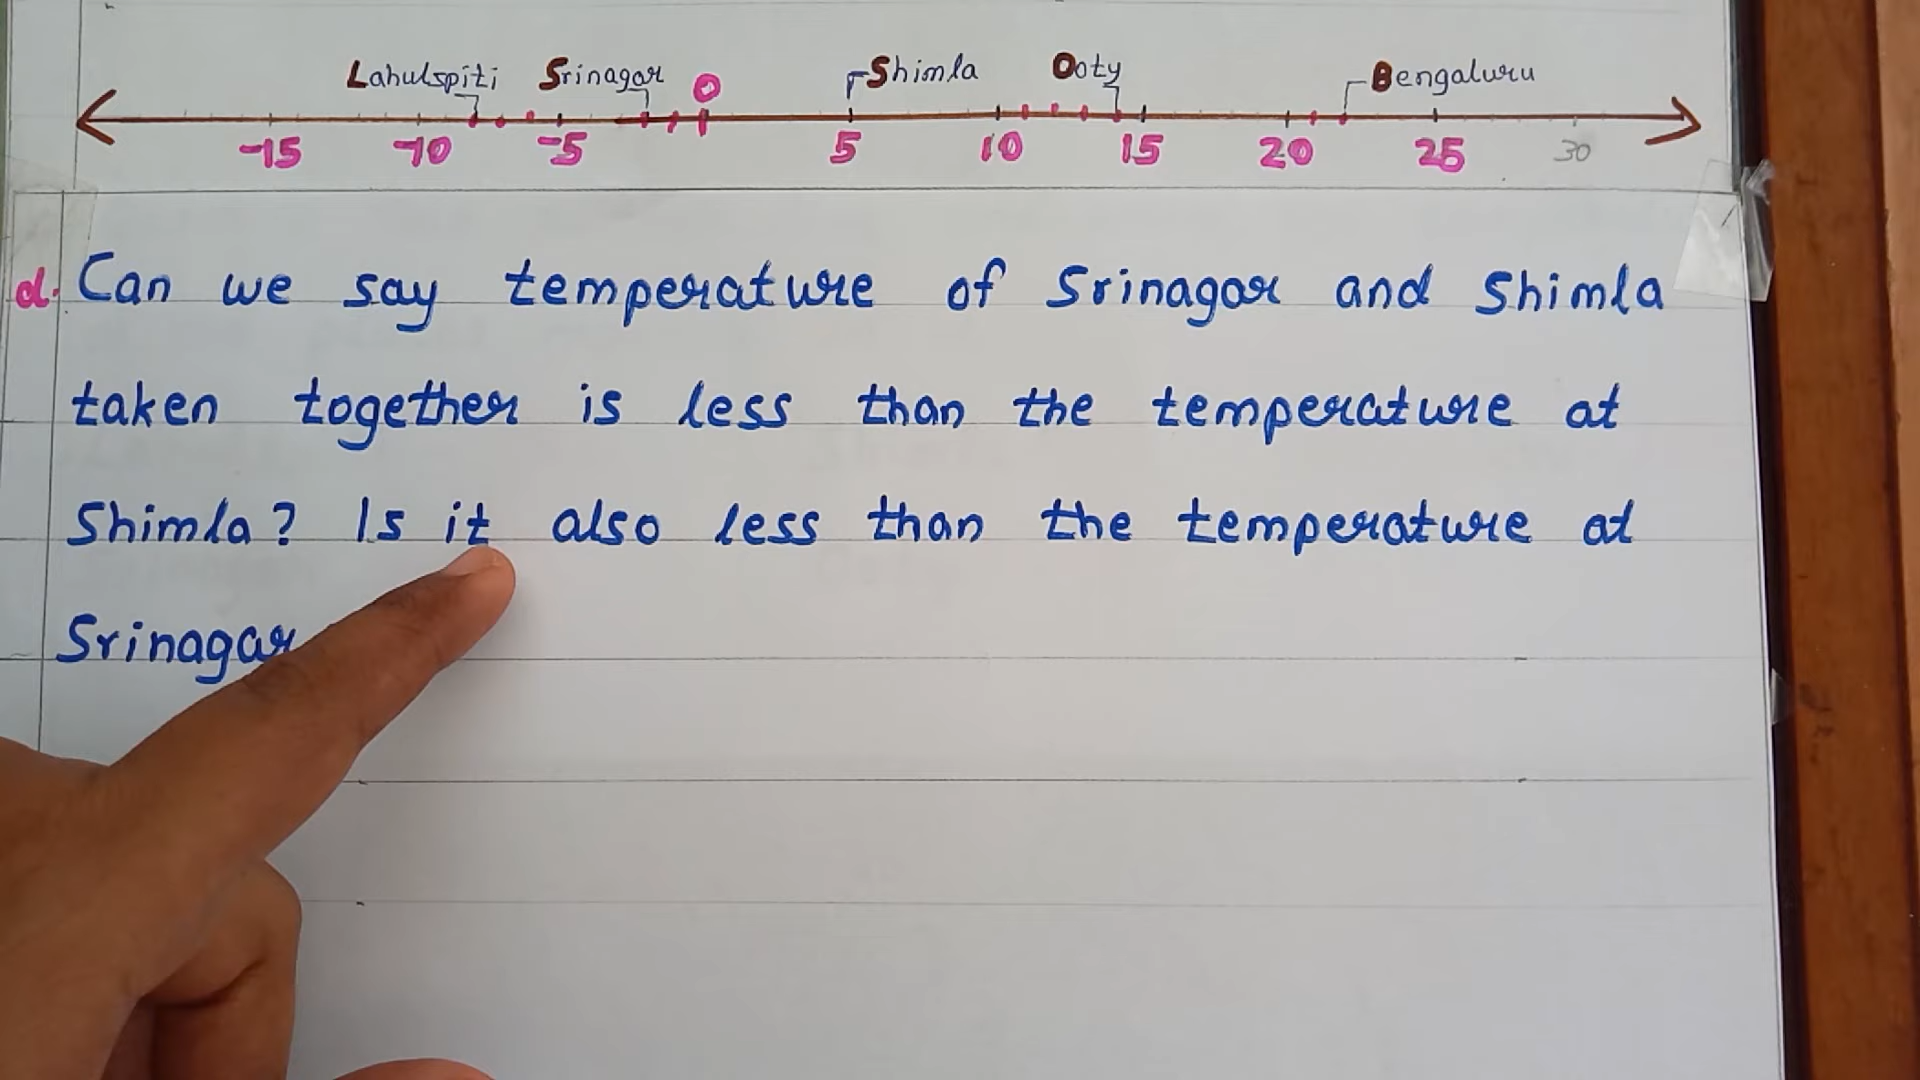 Lahulspiti Srinagar 0 Shimla Ooty Bengaluru
-15 -10 -5 5 10 15 20 25 30
d. Can we say temperature of Srinagar and Shimla
taken together is less than the temperature at
Shimla? Is it also less than the temperature at
Srinagar